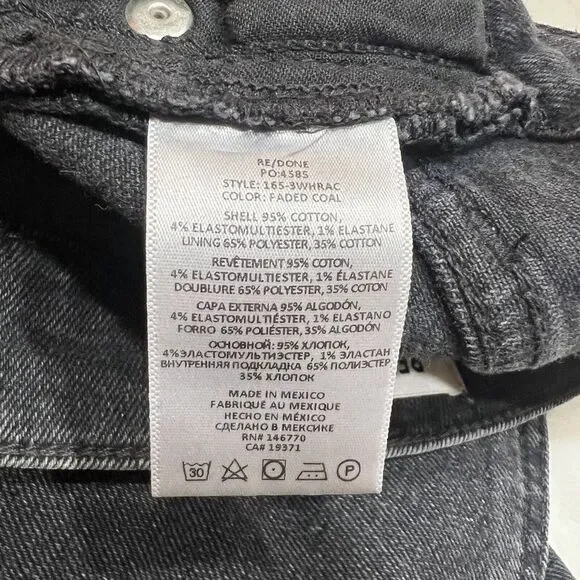 RE/DONE
PO:4585
STYLE: 165-3WHRAC
COLOR: FADED COAL
SHELL 95% COTTON,
4% ELASTOMULTIESTER, 1% ELASTANE
LINING 65% POLYESTER, 35% COTTON
REVÊTEMENT 95% COTON,
4% ELASTOMULTIESTER, 1% ÉLASTANE
DOUBLURE 65% POLYESTER, 35% COTON
CAPA EXTERNA 95% ALGODÓN,
4% ELASTOMULTIÉSTER, 1% ELASTANO
FORRO 65% POLIÉSTER, 35% ALGODÓN
ОСНОВНОЙ: 95% ХЛОПОК,
4%ЭЛАСТОМУЛЬТИЭСТЕР, 1% ЭЛАСТАН
ВНУТРЕННЯЯ ПОДКЛАДКА 65% ПОЛИЭСТЕР,
35% ХЛОПОК
MADE IN MEXICO
FABRIQUÉ AU MEXIQUE
HECHO EN MÉXICO
СДЕЛАНО В МЕКСИКЕ
RN# 146770
CA# 19371
30 P